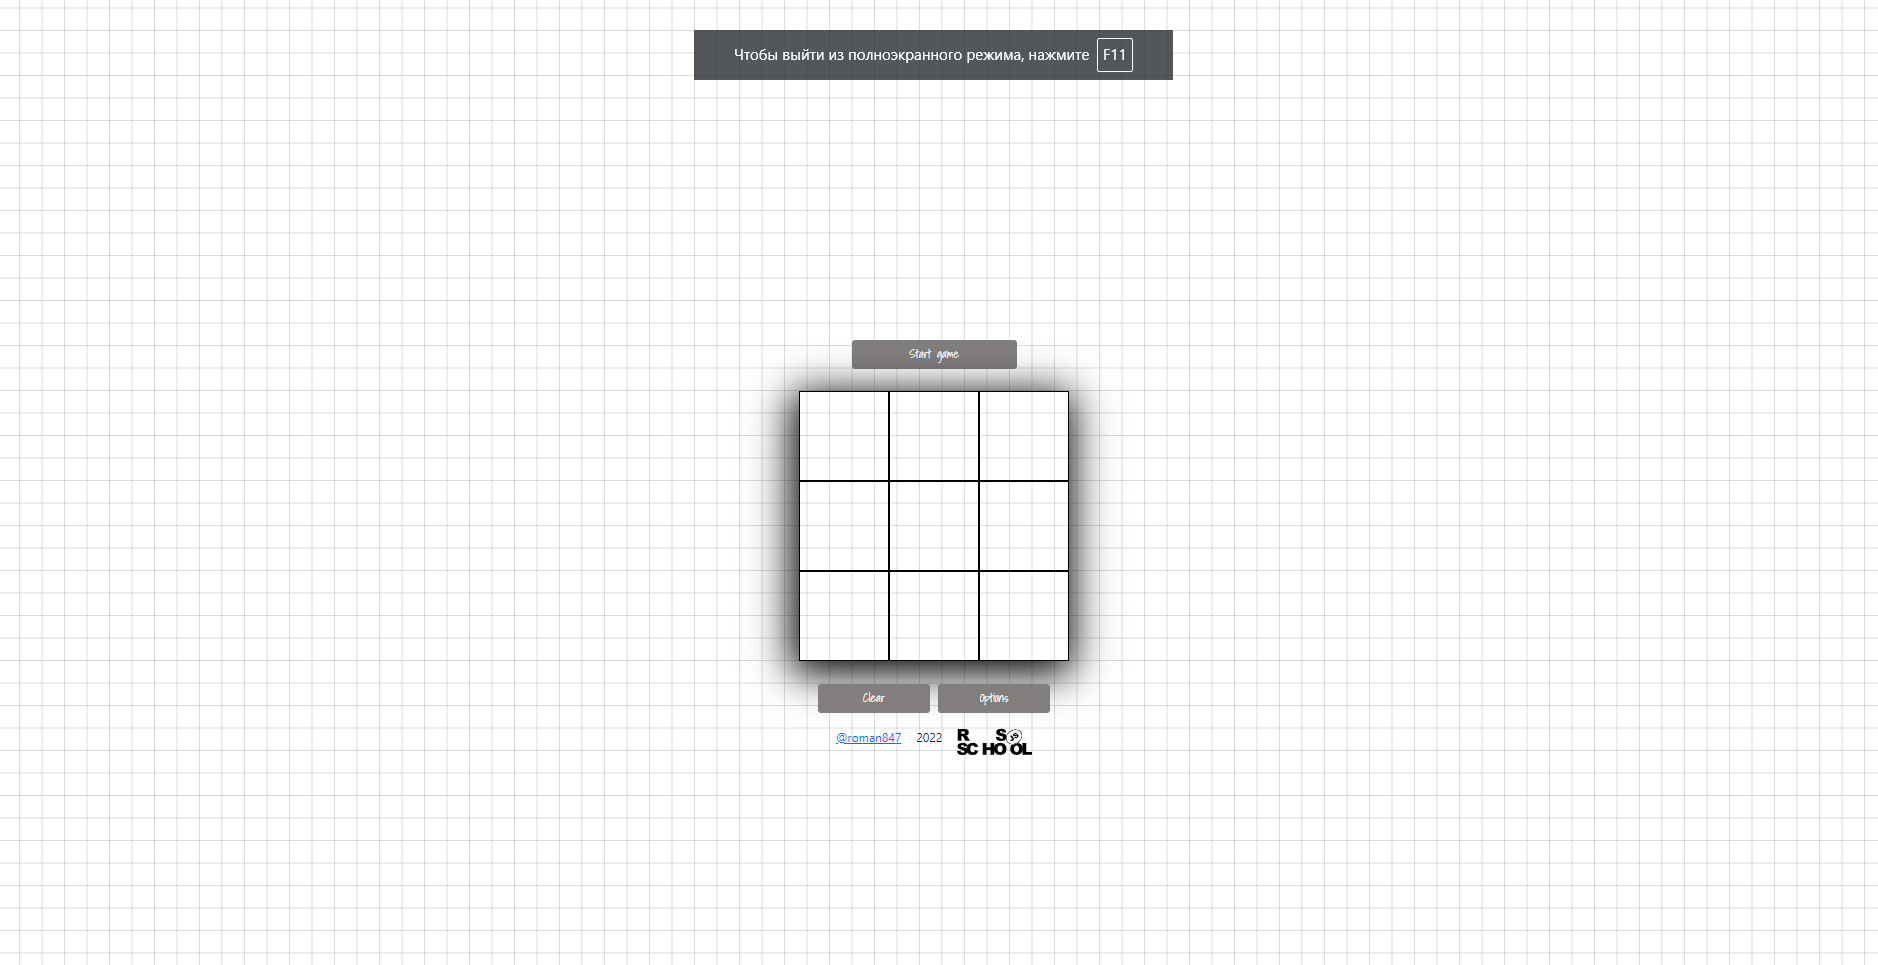 Чтобы выйти из полноэкранного режима, нажмите F11
Start game
Clear Options
@roman847 2022 RS JS
SCHOOL